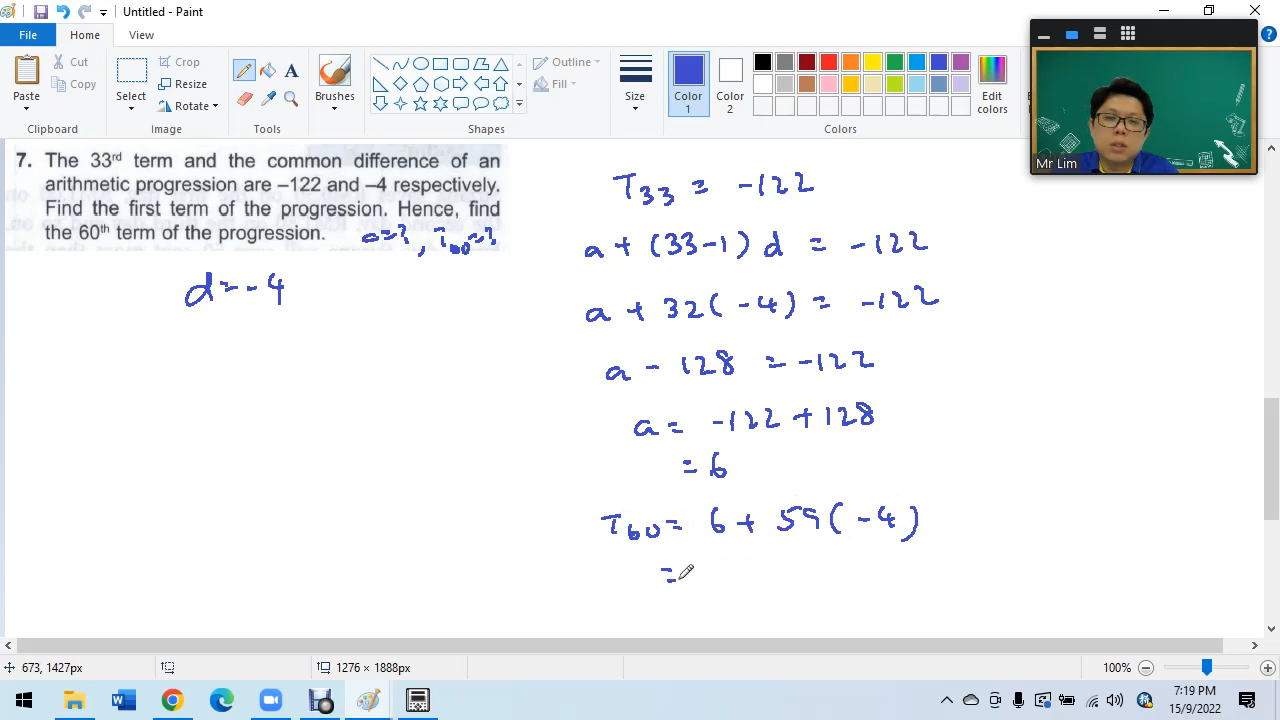 Untitled - Paint
File
Home
View
Paste
Cut
Copy
Clipboard
Select
Crop
Resize
Rotate
Image
Tools
Brushes
Shapes
Outline
Fill
Size
Color 1
Color 2
Colors
Edit colors
Mr Lim
7. The 33rd term and the common difference of an
arithmetic progression are –122 and –4 respectively.
Find the first term of the progression. Hence, find
the 60th term of the progression.
a=?, T60=?
d=-4
T33 = -122
a + (33-1) d = -122
a + 32(-4) = -122
a - 128 = -122
a = -122 + 128
= 6
T60 = 6 + 59(-4)
=
673, 1427px
1276 × 1888px
100%
7:19 PM
15/9/2022